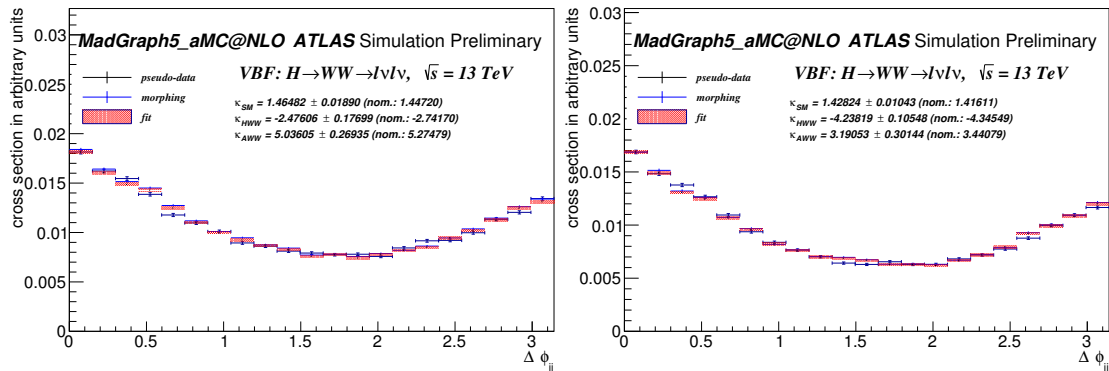 MadGraph5_aMC@NLO ATLAS Simulation Preliminary
VBF: H→WW→lνlν, √s = 13 TeV
pseudo-data
morphing
fit
κSM = 1.46482 ± 0.01890 (nom.: 1.44720)
κHWW = -2.47606 ± 0.17699 (nom.: -2.74170)
κAWW = 5.03605 ± 0.26935 (nom.: 5.27479)
cross section in arbitrary units
0.03
0.025
0.02
0.015
0.01
0.005
0
0 0.5 1 1.5 2 2.5 3
Δ ϕjj
MadGraph5_aMC@NLO ATLAS Simulation Preliminary
VBF: H→WW→lνlν, √s = 13 TeV
pseudo-data
morphing
fit
κSM = 1.42824 ± 0.01043 (nom.: 1.41611)
κHWW = -4.23819 ± 0.10548 (nom.: -4.34549)
κAWW = 3.19053 ± 0.30144 (nom.: 3.44079)
cross section in arbitrary units
0.03
0.025
0.02
0.015
0.01
0.005
0
0 0.5 1 1.5 2 2.5 3
Δ ϕjj